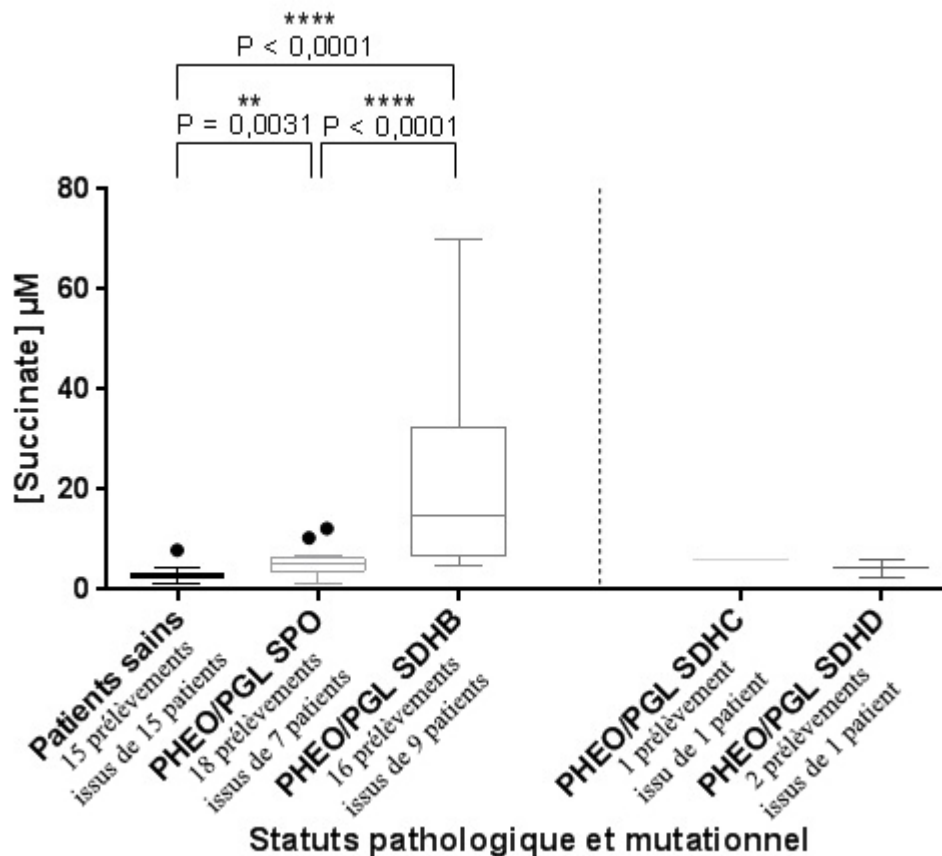 ****
P < 0,0001
** ****
P = 0,0031 P < 0,0001
[Succinate] µM
80
60
40
20
0
Patients sains
15 prélèvements
issus de 15 patients
PHEO/PGL SPO
18 prélèvements
issus de 7 patients
PHEO/PGL SDHB
16 prélèvements
issus de 9 patients
PHEO/PGL SDHC
1 prélèvement
issu de 1 patient
PHEO/PGL SDHD
2 prélèvements
issus de 1 patient
Statuts pathologique et mutationnel